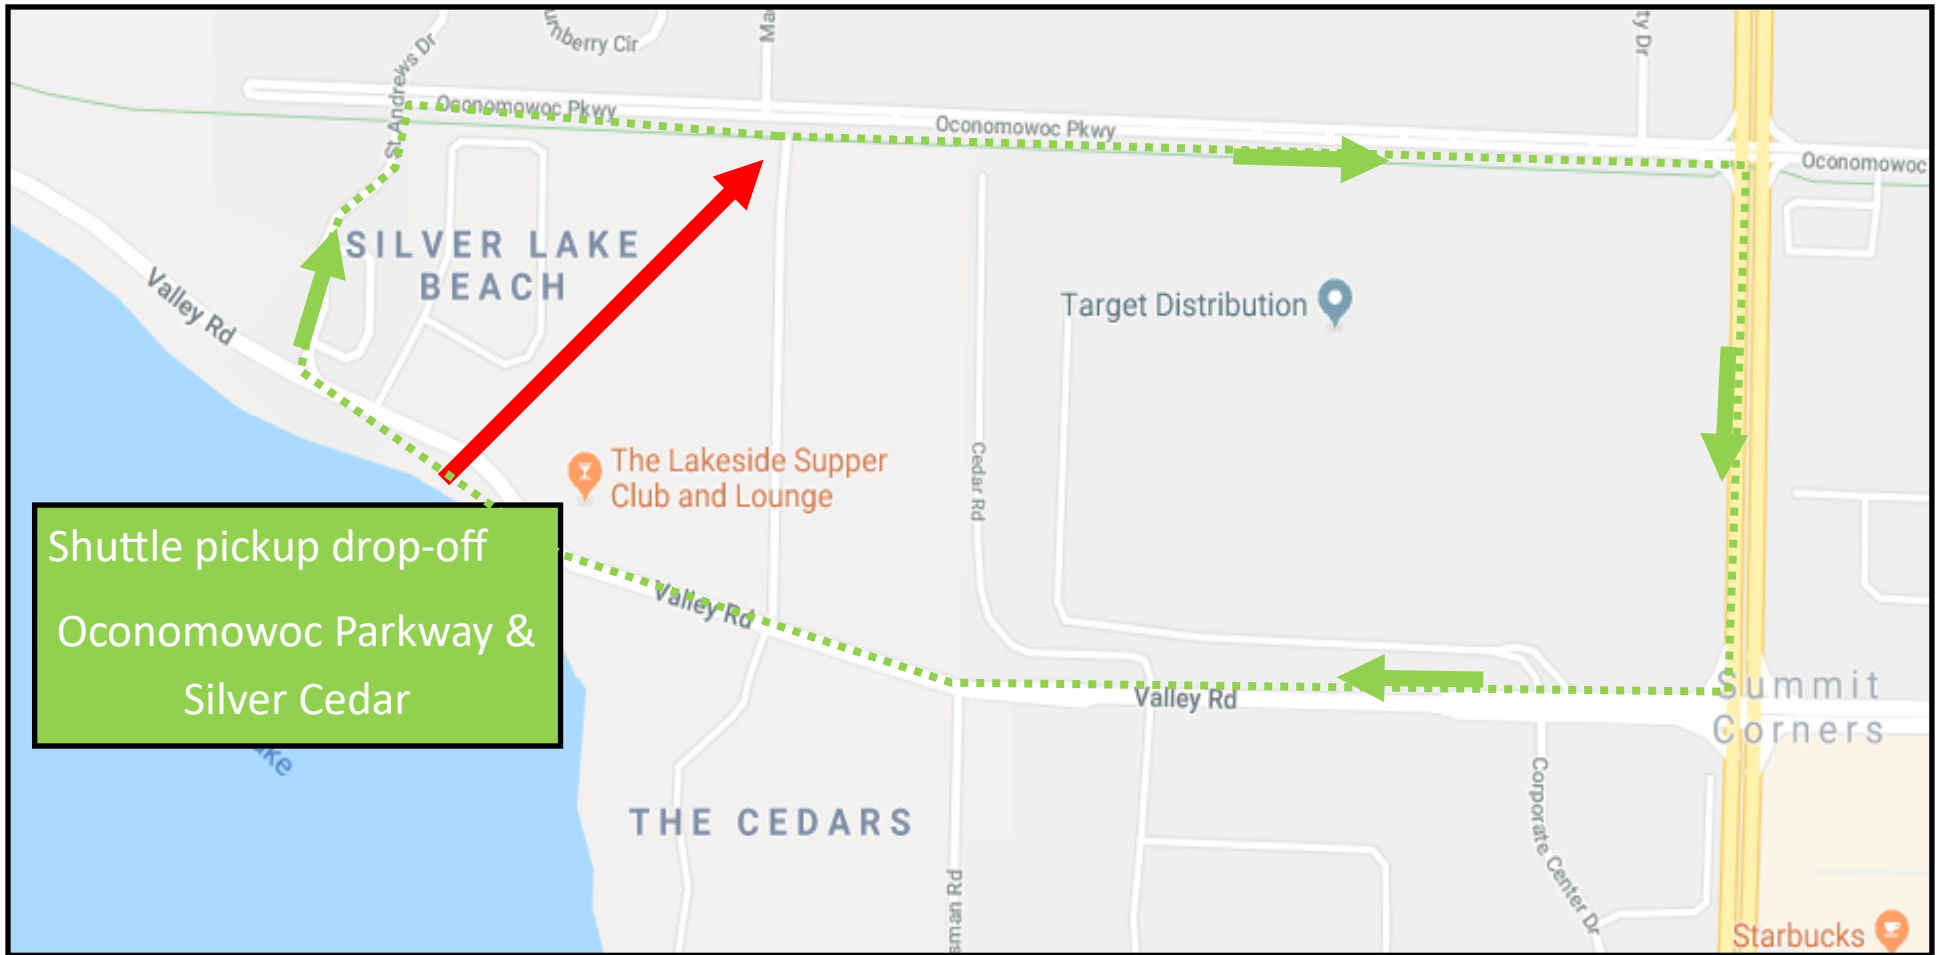 St Andrews Dr
Oconomowoc Pkwy
Oconomowoc Pkwy
Oconomowoc
SILVER LAKE
BEACH
Valley Rd
Target Distribution
The Lakeside Supper
Club and Lounge
Cedar Rd
Shuttle pickup drop-off
Oconomowoc Parkway &
Silver Cedar
Valley Rd
Valley Rd
Summit
Corners
THE CEDARS
Corporate Center Dr
Starbucks